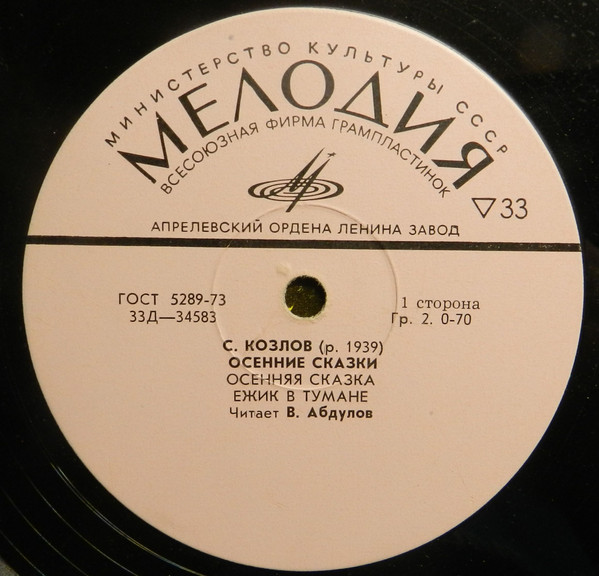 МИНИСТЕРСТВО КУЛЬТУРЫ СССР
МЕЛОДИЯ
ВСЕСОЮЗНАЯ ФИРМА ГРАМПЛАСТИНОК
▽33
АПРЕЛЕВСКИЙ ОРДЕНА ЛЕНИНА ЗАВОД
ГОСТ 5289-73
33Д—34583
1 сторона
Гр. 2. 0-70
С. КОЗЛОВ (р. 1939)
ОСЕННИЕ СКАЗКИ
ОСЕННЯЯ СКАЗКА
ЕЖИК В ТУМАНЕ
Читает В. Абдулов